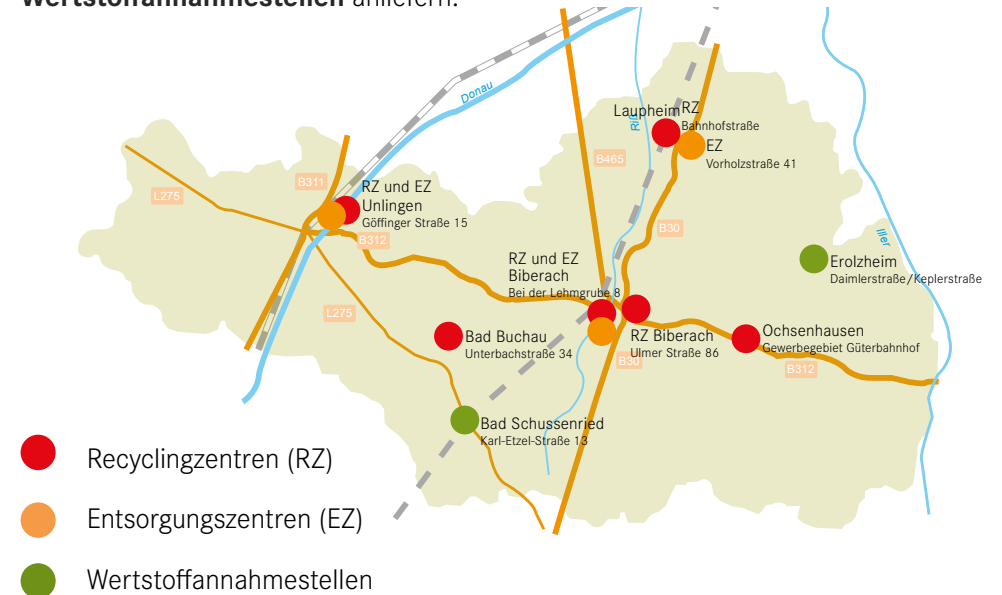 Wertstoffannahmestellen anliefern.
Donau
Riß
Laupheim RZ
Bahnhofstraße
EZ
Vorholzstraße 41
B465
B311
L275
RZ und EZ
Unlingen
Göffinger Straße 15
B312
B30
Iller
RZ und EZ
Biberach
Bei der Lehmgrube 8
Erolzheim
Daimlerstraße/Keplerstraße
L275
Bad Buchau
Unterbachstraße 34
RZ Biberach
Ulmer Straße 86
B30
Ochsenhausen
Gewerbegebiet Güterbahnhof
B312
Bad Schussenried
Karl-Etzel-Straße 13
Recyclingzentren (RZ)
Entsorgungszentren (EZ)
Wertstoffannahmestellen